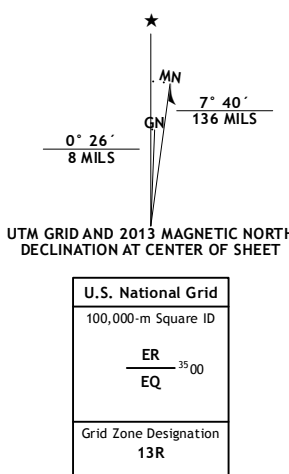 ★
MN
GN
7° 40´
136 MILS
0° 26´
8 MILS
UTM GRID AND 2013 MAGNETIC NORTH
DECLINATION AT CENTER OF SHEET
U.S. National Grid
100,000-m Square ID
ER
3500
EQ
Grid Zone Designation
13R